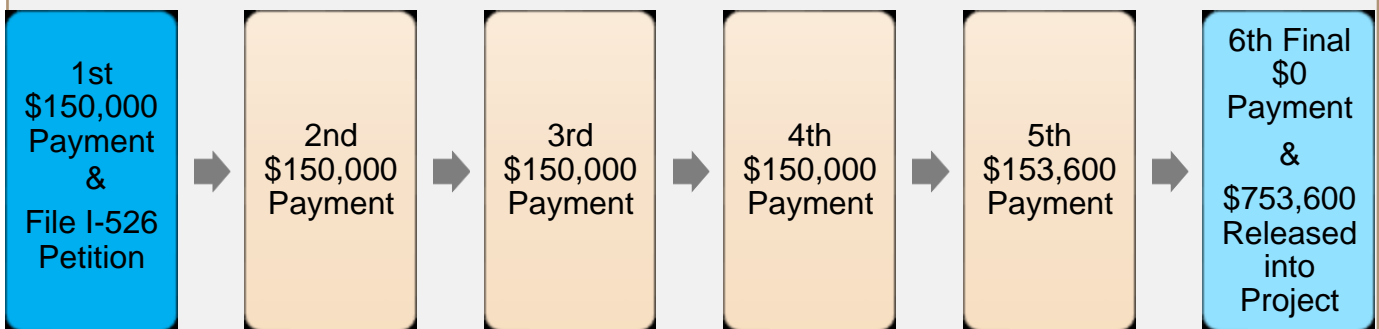 1st
$150,000
Payment
&
File I-526
Petition
2nd
$150,000
Payment
3rd
$150,000
Payment
4th
$150,000
Payment
5th
$153,600
Payment
6th Final
$0
Payment
&
$753,600
Released
into
Project